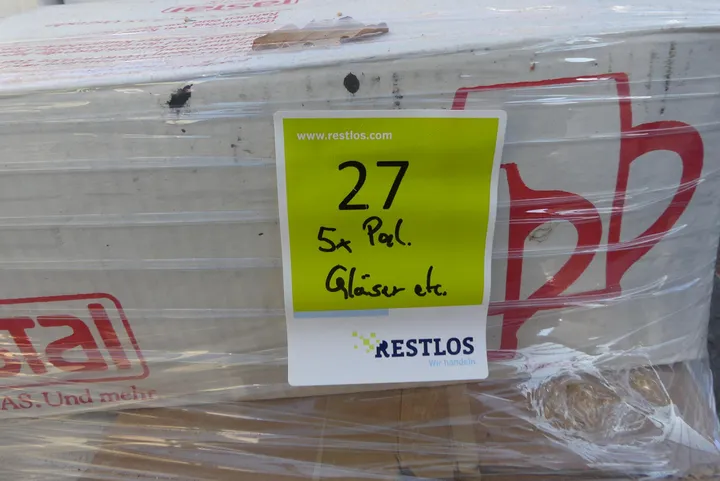 www.restlos.com
27
5x Pal.
Gläser etc.
RESTLOS
Wir handeln.
stal
AS. Und mehr